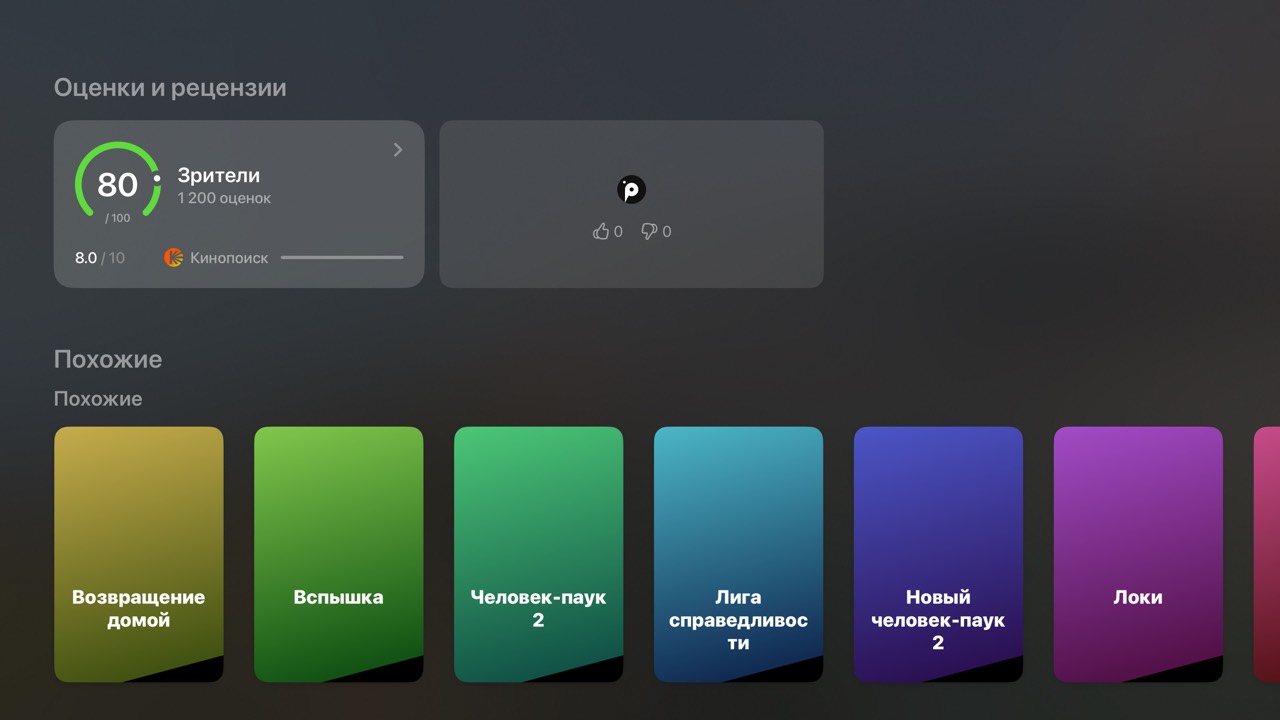 Оценки и рецензии
80
/ 100
Зрители
1 200 оценок
8.0 / 10
Кинопоиск
0
0
Похожие
Похожие
Возвращение
домой
Вспышка
Человек-паук
2
Лига
справедливос
ти
Новый
человек-паук
2
Локи